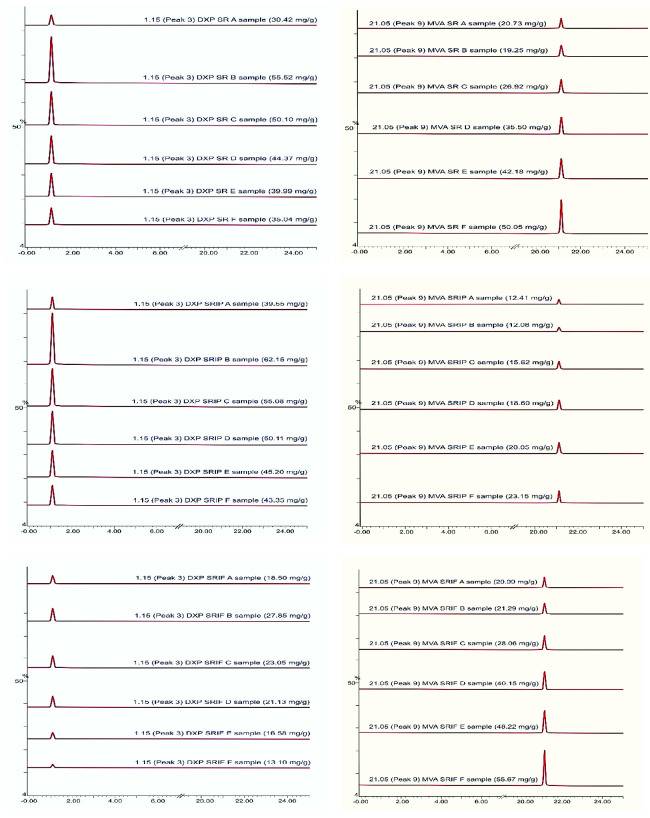 1.15 (Peak 3) DXP SR A sample (30.42 mg/g)
1.15 (Peak 3) DXP SR B sample (55.52 mg/g)
1.15 (Peak 3) DXP SR C sample (50.10 mg/g)
%
50
1.15 (Peak 3) DXP SR D sample (44.37 mg/g)
1.15 (Peak 3) DXP SR E sample (39.99 mg/g)
1.15 (Peak 3) DXP SR F sample (35.04 mg/g)
4
-0.00 2.00 4.00 6.00 20.00 22.00 24.00
21.05 (Peak 9) MVA SR A sample (20.73 mg/g)
21.05 (Peak 9) MVA SR B sample (19.25 mg/g)
21.05 (Peak 9) MVA SR C sample (26.92 mg/g)
%
50
21.05 (Peak 9) MVA SR D sample (35.50 mg/g)
21.05 (Peak 9) MVA SR E sample (42.18 mg/g)
21.05 (Peak 9) MVA SR F sample (50.05 mg/g)
4
-0.00 2.00 4.00 6.00 20.00 22.00 24.00
1.15 (Peak 3) DXP SRIP A sample (39.55 mg/g)
1.15 (Peak 3) DXP SRIP B sample (62.15 mg/g)
%
50
1.15 (Peak 3) DXP SRIP C sample (55.08 mg/g)
1.15 (Peak 3) DXP SRIP D sample (50.11 mg/g)
1.15 (Peak 3) DXP SRIP E sample (45.20 mg/g)
1.15 (Peak 3) DXP SRIP F sample (43.35 mg/g)
4
-0.00 2.00 4.00 6.00 20.00 22.00 24.00
21.05 (Peak 9) MVA SRIP A sample (12.41 mg/g)
21.05 (Peak 9) MVA SRIP B sample (12.08 mg/g)
21.05 (Peak 9) MVA SRIP C sample (15.62 mg/g)
%
50
21.05 (Peak 9) MVA SRIP D sample (18.60 mg/g)
21.05 (Peak 9) MVA SRIP E sample (20.05 mg/g)
21.05 (Peak 9) MVA SRIP F sample (23.15 mg/g)
4
-0.00 2.00 4.00 6.00 20.00 22.00 24.00
1.15 (Peak 3) DXP SRIF A sample (18.50 mg/g)
1.15 (Peak 3) DXP SRIF B sample (27.85 mg/g)
1.15 (Peak 3) DXP SRIF C sample (23.05 mg/g)
%
50
1.15 (Peak 3) DXP SRIF D sample (21.13 mg/g)
1.15 (Peak 3) DXP SRIF E sample (16.58 mg/g)
1.15 (Peak 3) DXP SRIF F sample (13.10 mg/g)
4
-0.00 2.00 4.00 6.00 20.00 22.00 24.00
21.05 (Peak 9) MVA SRIF A sample mg/g)
21.05 (Peak 9) MVA SRIF B sample (21.29 mg/g)
21.05 (Peak 9) MVA SRIF C sample (28.06 mg/g)
%
50
21.05 (Peak 9) MVA SRIF D sample (40.15 mg/g)
21.05 (Peak 9) MVA SRIF E sample (48.22 mg/g)
21.05 (Peak 9) MVA SRIF F sample (55.67 mg/g)
4
-0.00 2.00 4.00 6.00 20.00 22.00 24.00